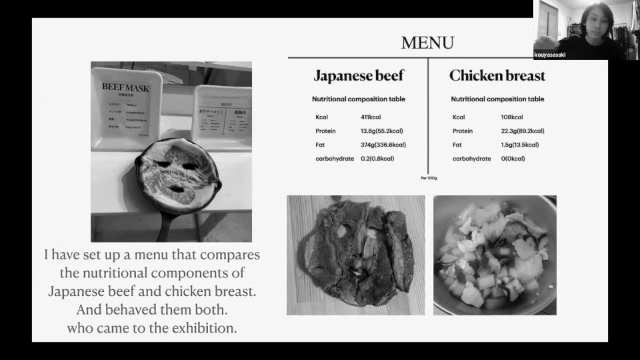 MENU
Japanese beef
Nutritional composition table
Kcal 411kcal
Protein 13.8g(55.2kcal)
Fat 374g(336.6kcal)
carbohydrate 0.2(0.8kcal)
Chicken breast
Nutritional composition table
Kcal 108kcal
Protein 22.3g(89.2kcal)
Fat 1.5g(13.5kcal)
carbohydrate 0(0kcal)
Per 100g
BEEF MASK
I have set up a menu that compares
the nutritional components of
Japanese beef and chicken breast.
And behaved them both.
who came to the exhibition.
kouyasasaki